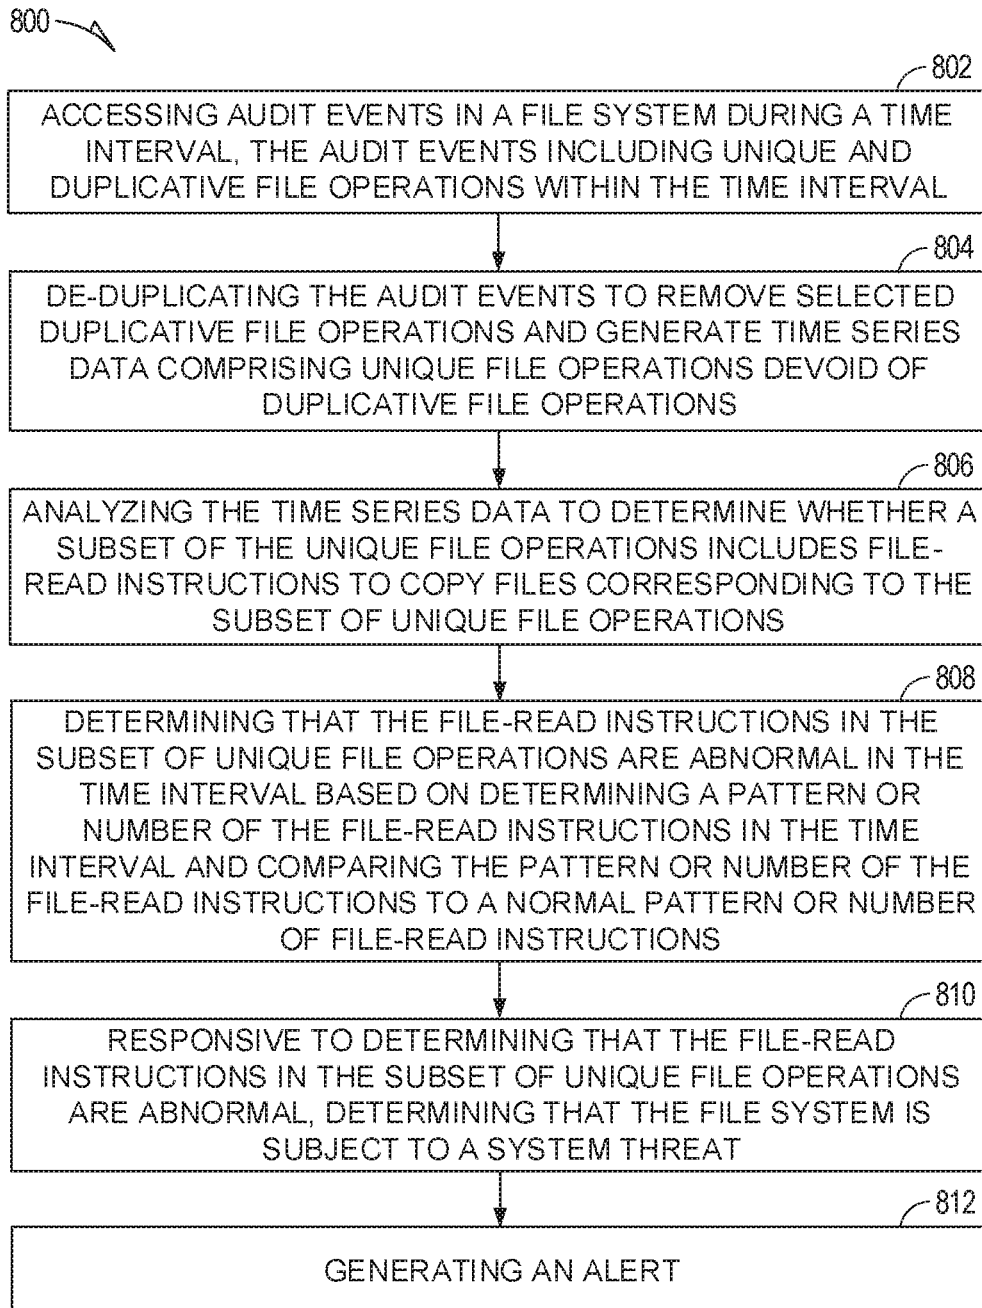 800
802
ACCESSING AUDIT EVENTS IN A FILE SYSTEM DURING A TIME
INTERVAL, THE AUDIT EVENTS INCLUDING UNIQUE AND
DUPLICATIVE FILE OPERATIONS WITHIN THE TIME INTERVAL
804
DE-DUPLICATING THE AUDIT EVENTS TO REMOVE SELECTED
DUPLICATIVE FILE OPERATIONS AND GENERATE TIME SERIES
DATA COMPRISING UNIQUE FILE OPERATIONS DEVOID OF
DUPLICATIVE FILE OPERATIONS
806
ANALYZING THE TIME SERIES DATA TO DETERMINE WHETHER A
SUBSET OF THE UNIQUE FILE OPERATIONS INCLUDES FILE-
READ INSTRUCTIONS TO COPY FILES CORRESPONDING TO THE
SUBSET OF UNIQUE FILE OPERATIONS
808
DETERMINING THAT THE FILE-READ INSTRUCTIONS IN THE
SUBSET OF UNIQUE FILE OPERATIONS ARE ABNORMAL IN THE
TIME INTERVAL BASED ON DETERMINING A PATTERN OR
NUMBER OF THE FILE-READ INSTRUCTIONS IN THE TIME
INTERVAL AND COMPARING THE PATTERN OR NUMBER OF THE
FILE-READ INSTRUCTIONS TO A NORMAL PATTERN OR NUMBER
OF FILE-READ INSTRUCTIONS
810
RESPONSIVE TO DETERMINING THAT THE FILE-READ
INSTRUCTIONS IN THE SUBSET OF UNIQUE FILE OPERATIONS
ARE ABNORMAL, DETERMINING THAT THE FILE SYSTEM IS
SUBJECT TO A SYSTEM THREAT
812
GENERATING AN ALERT